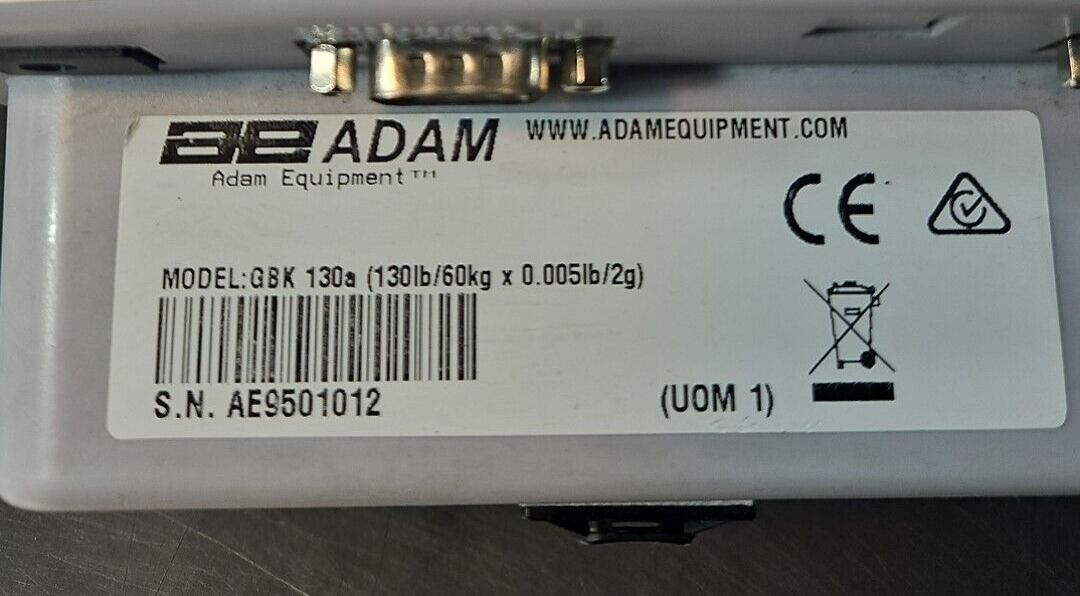 ae ADAM
WWW.ADAMEQUIPMENT.COM
Adam Equipment™
CE
MODEL:GBK 130a (130lb/60kg x 0.005lb/2g)
S.N. AE9501012
(UOM 1)